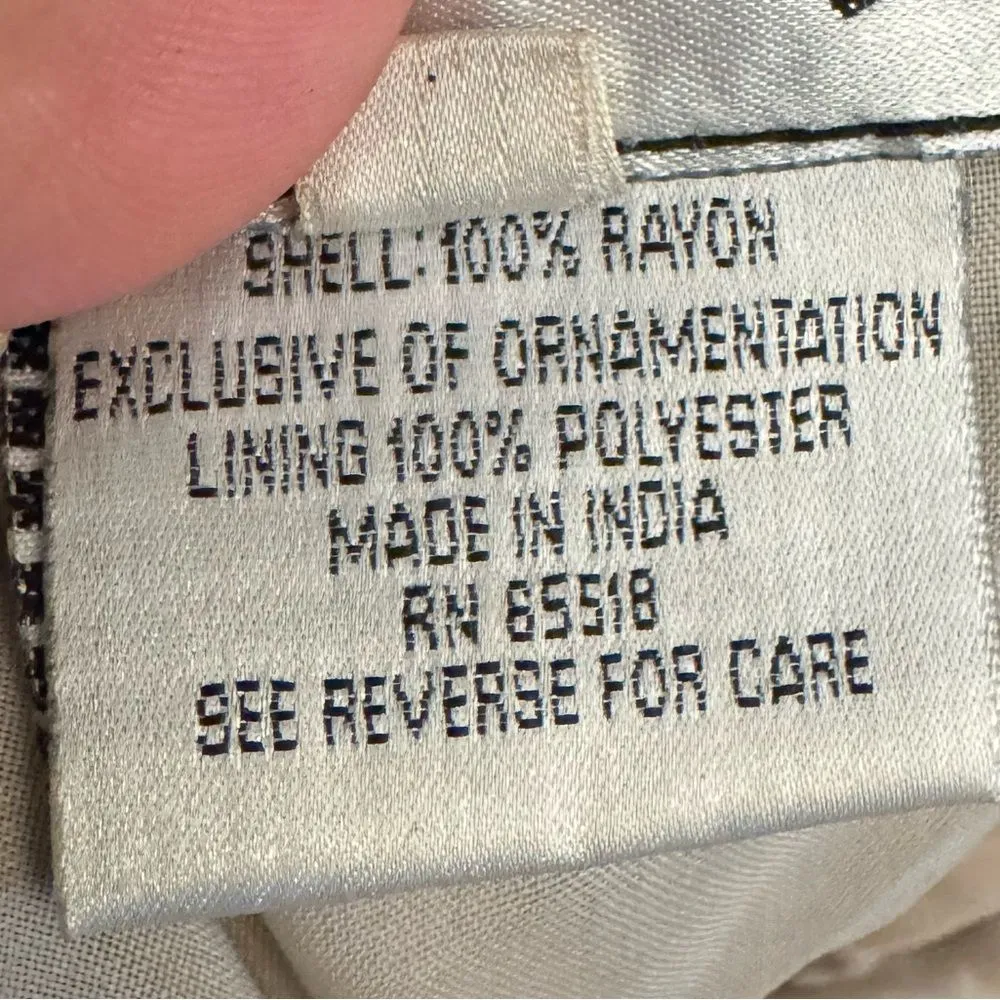 SHELL: 100% RAYON
EXCLUSIVE OF ORNAMENTATION
LINING 100% POLYESTER
MADE IN INDIA
RN 65518
SEE REVERSE FOR CARE